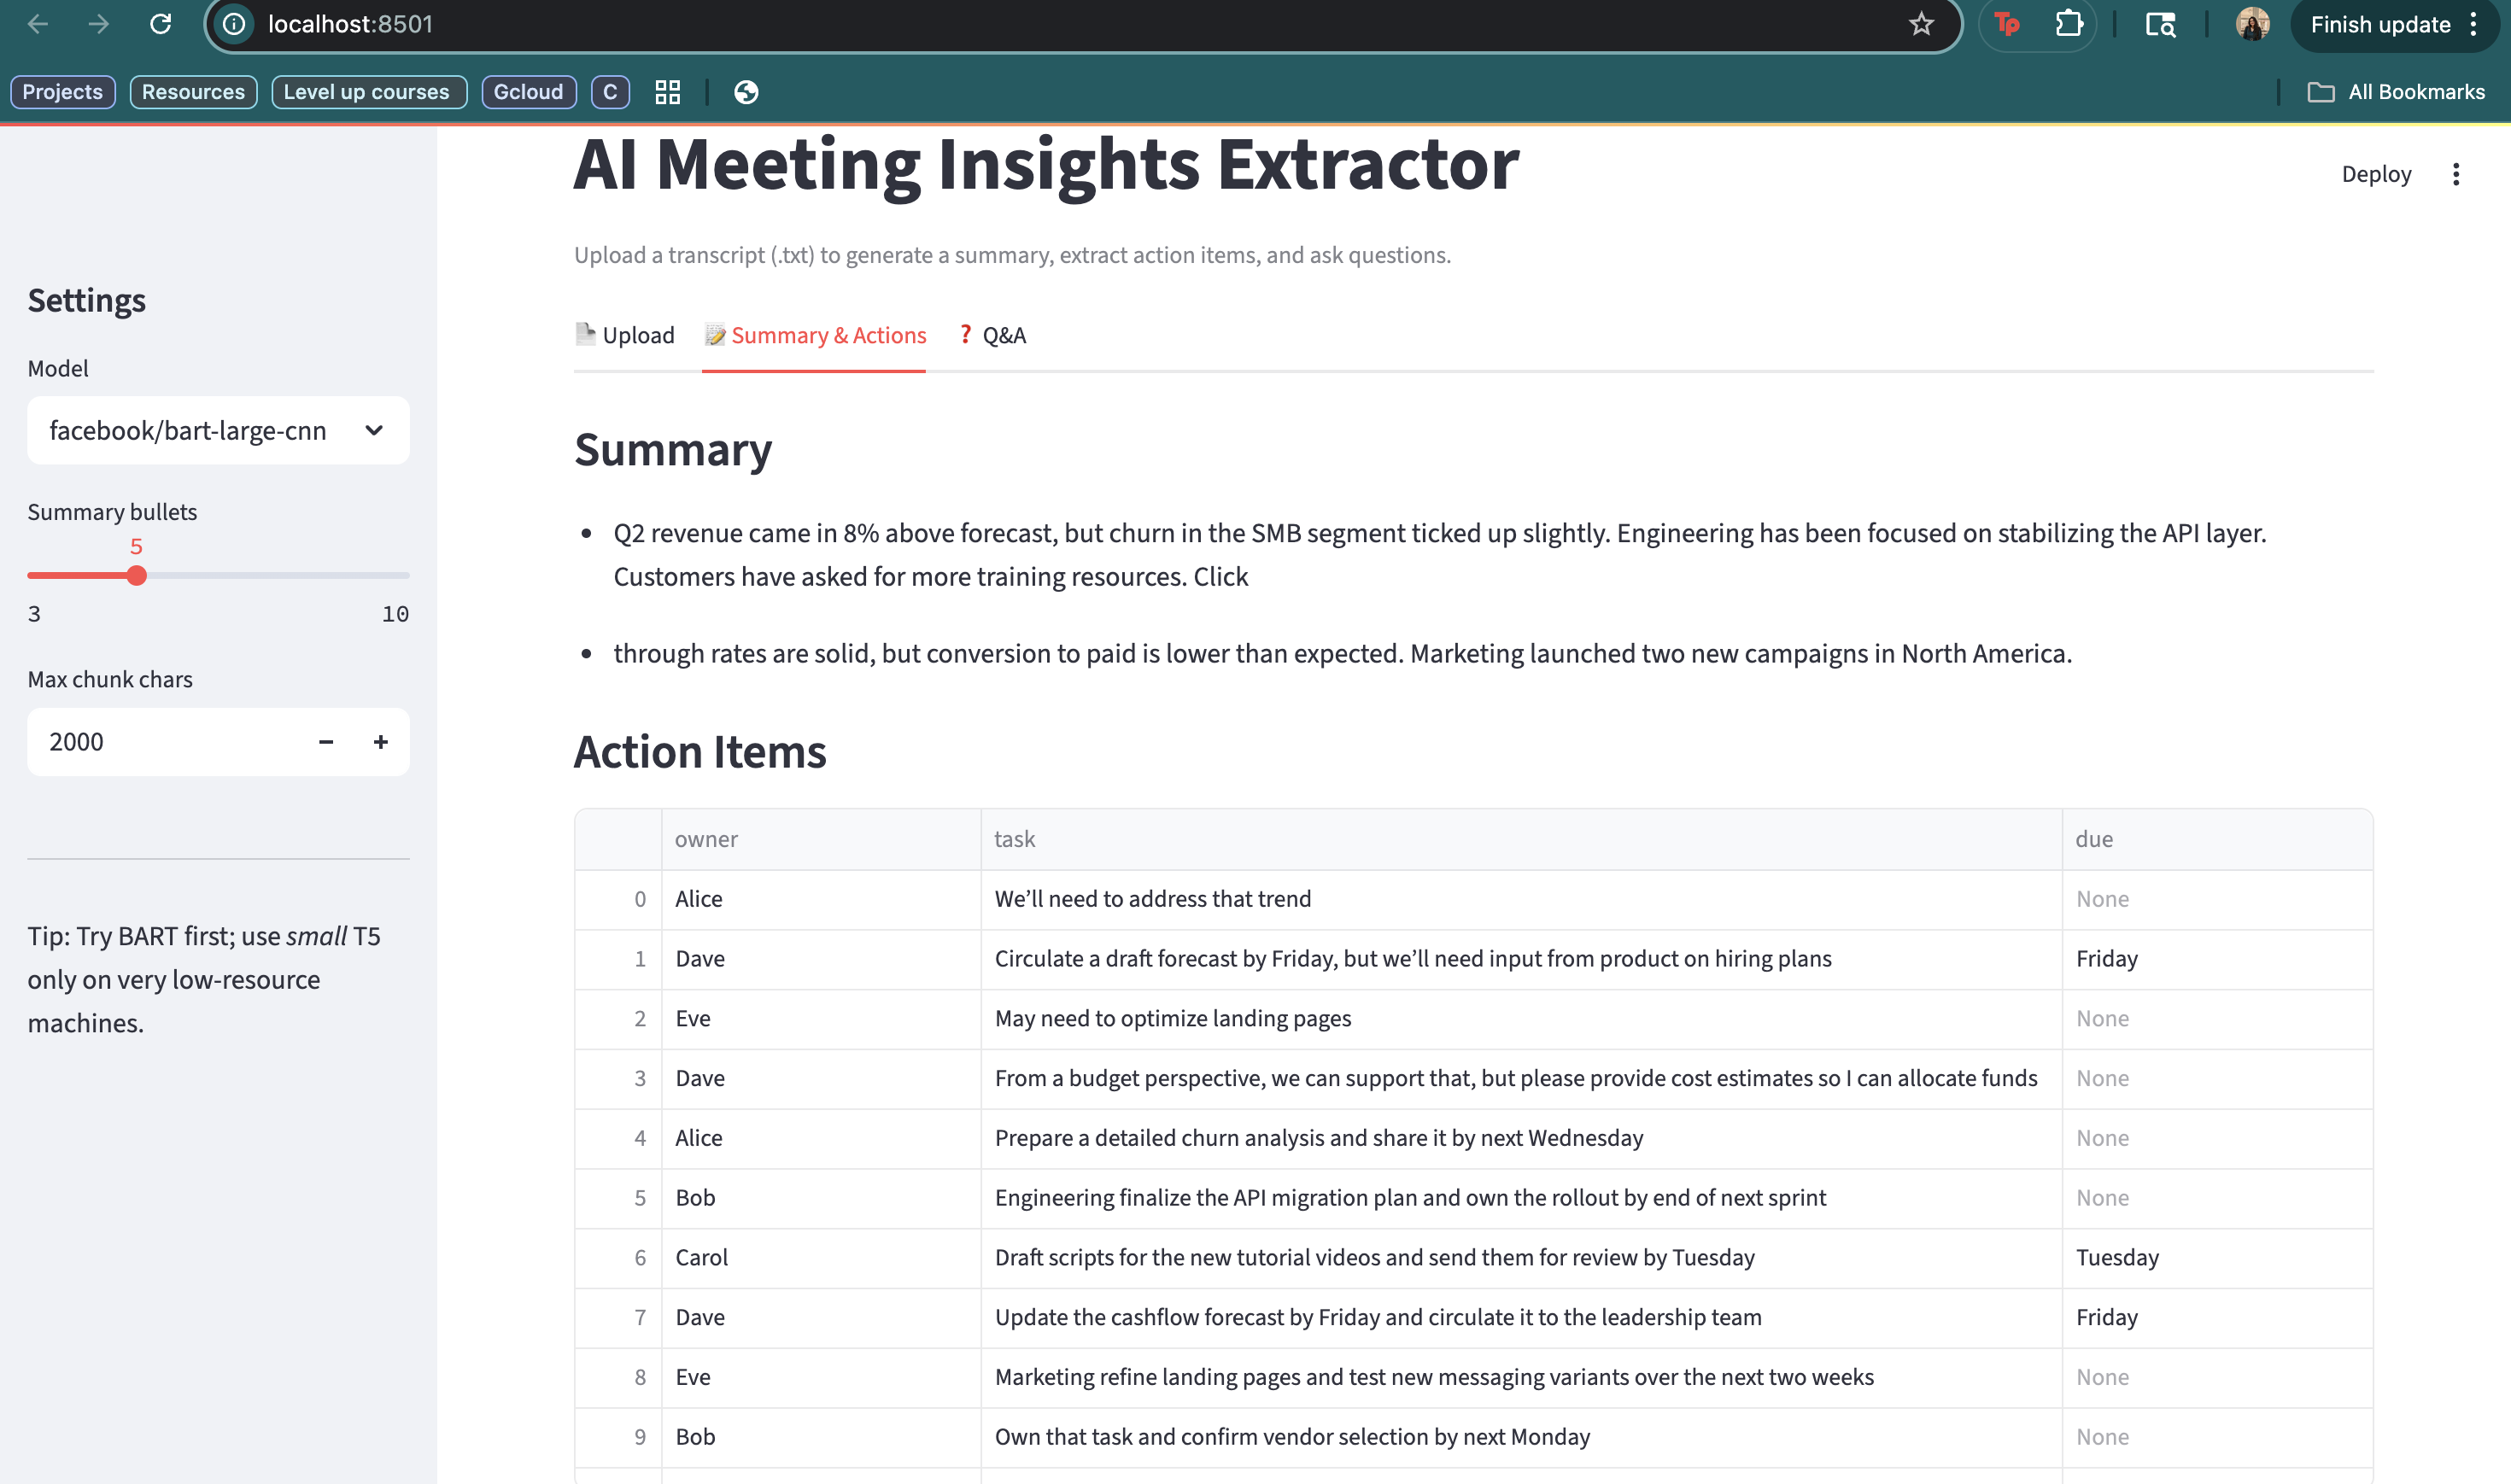 localhost:8501
Tp
Finish update
Projects
Resources
Level up courses
Gcloud
C
All Bookmarks
AI Meeting Insights Extractor
Deploy
Upload a transcript (.txt) to generate a summary, extract action items, and ask questions.
Upload
Summary & Actions
❓ Q&A
Settings
Model
facebook/bart-large-cnn
Summary bullets
5
3
10
Max chunk chars
2000
− +
Tip: Try BART first; use small T5
only on very low-resource
machines.
Summary
• Q2 revenue came in 8% above forecast, but churn in the SMB segment ticked up slightly. Engineering has been focused on stabilizing the API layer.
Customers have asked for more training resources. Click
• through rates are solid, but conversion to paid is lower than expected. Marketing launched two new campaigns in North America.
Action Items
owner task due
0 Alice We’ll need to address that trend None
1 Dave Circulate a draft forecast by Friday, but we’ll need input from product on hiring plans Friday
2 Eve May need to optimize landing pages None
3 Dave From a budget perspective, we can support that, but please provide cost estimates so I can allocate funds None
4 Alice Prepare a detailed churn analysis and share it by next Wednesday None
5 Bob Engineering finalize the API migration plan and own the rollout by end of next sprint None
6 Carol Draft scripts for the new tutorial videos and send them for review by Tuesday Tuesday
7 Dave Update the cashflow forecast by Friday and circulate it to the leadership team Friday
8 Eve Marketing refine landing pages and test new messaging variants over the next two weeks None
9 Bob Own that task and confirm vendor selection by next Monday None